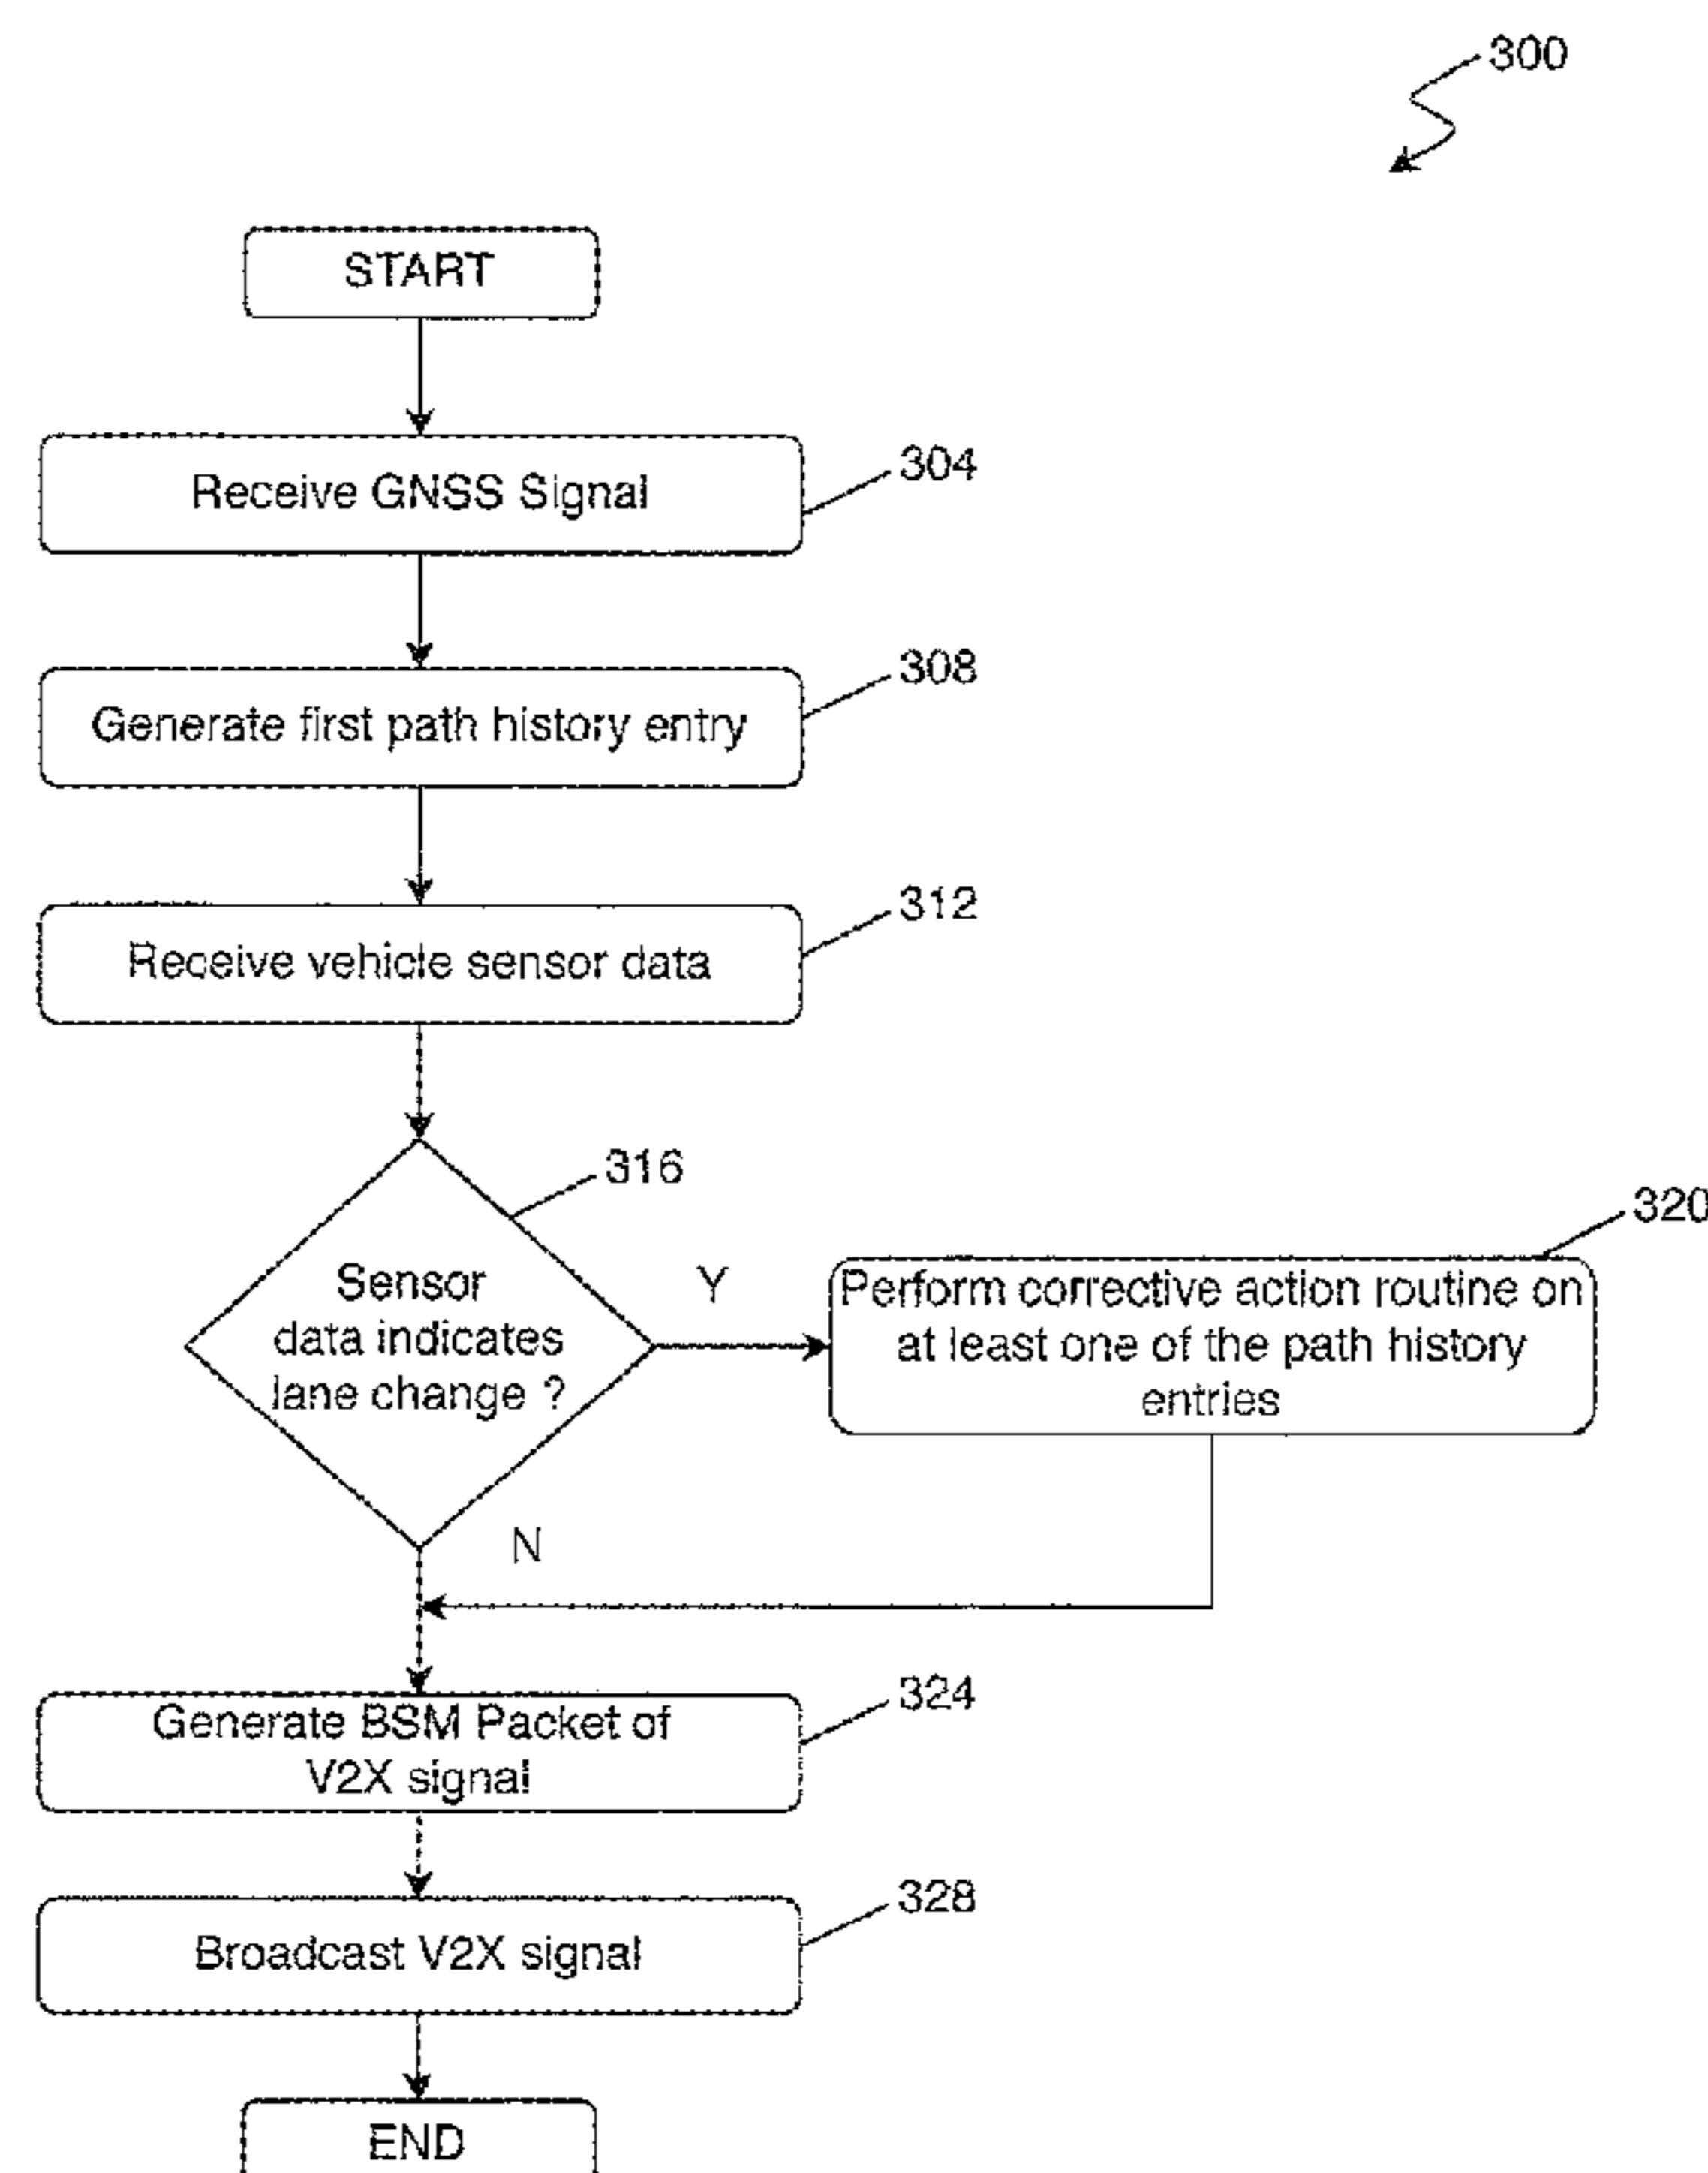 300
START
Receive GNSS Signal
304
Generate first path history entry
308
Receive vehicle sensor data
312
316
Sensor
data indicates
lane change ?
Y
320
Perform corrective action routine on
at least one of the path history
entries
N
Generate BSM Packet of
V2X signal
324
Broadcast V2X signal
328
END